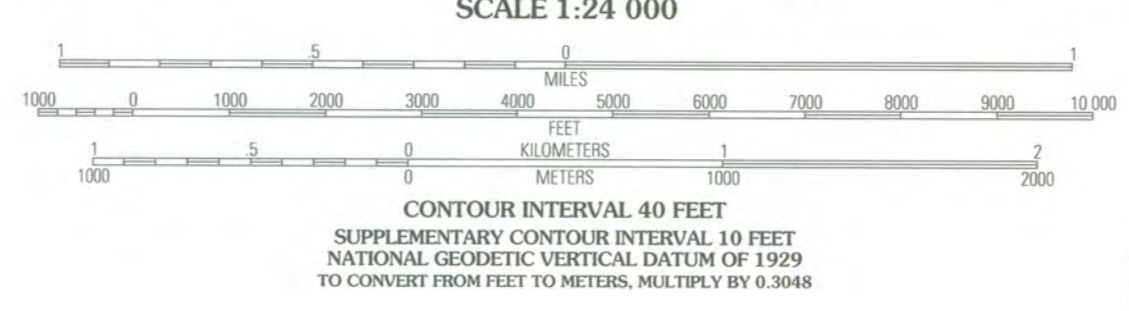 SCALE 1:24 000
1 .5 0 1
MILES
1000 0 1000 2000 3000 4000 5000 6000 7000 8000 9000 10 000
FEET
1 .5 0 KILOMETERS 1 2
1000 0 METERS 1000 2000
CONTOUR INTERVAL 40 FEET
SUPPLEMENTARY CONTOUR INTERVAL 10 FEET
NATIONAL GEODETIC VERTICAL DATUM OF 1929
TO CONVERT FROM FEET TO METERS, MULTIPLY BY 0.3048